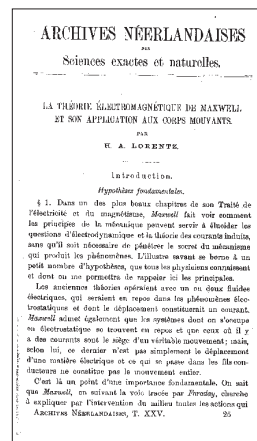 ARCHIVES NÉERLANDAISES
DES
Sciences exactes et naturelles.
LA THÉORIE ÉLECTROMAGNÉTIQUE DE MAXWELL
ET SON APPLICATION AUX CORPS MOUVANTS.
PAR
H. A. LORENTZ.
Introduction.
Hypothèses fondamentales.
§ 1. Dans un des plus beaux chapitres de son Traité de
l'électricité et du magnétisme, Maxwell fait voir comment
les principes de la mécanique peuvent servir à élucider les
questions d'électrodynamique et la théorie des courants induits,
sans qu'il soit nécessaire de pénétrer le secret du mécanisme
qui produit les phénomènes. L'illustre savant se borne à un
petit nombre d'hypothèses, que tous les physiciens connaissent
et dont on me permettra de rappeler ici les principales.
Les anciennes théories opéraient avec un ou deux fluides
électriques, qui seraient en repos dans les phénomènes élec-
trostatiques et dont le déplacement constituerait un courant.
Maxwell admet également que les systèmes dont on s'occupe
en électrostatique se trouvent en repos et que ceux où il y
a des courants sont le siège d'un véritable mouvement; mais,
selon lui, ce dernier n'est pas simplement le déplacement
d'une matière électrique et ce qui se passe dans les fils con-
ducteurs ne constitue pas le mouvement entier.
C'est là un point d'une importance fondamentale. On sait
que Maxwell, en suivant la voie tracée par Faraday, cherche
à expliquer par l'intervention du milieu toutes les actions qui
ARCHIVES NÉERLANDAISES, T. XXV. 25